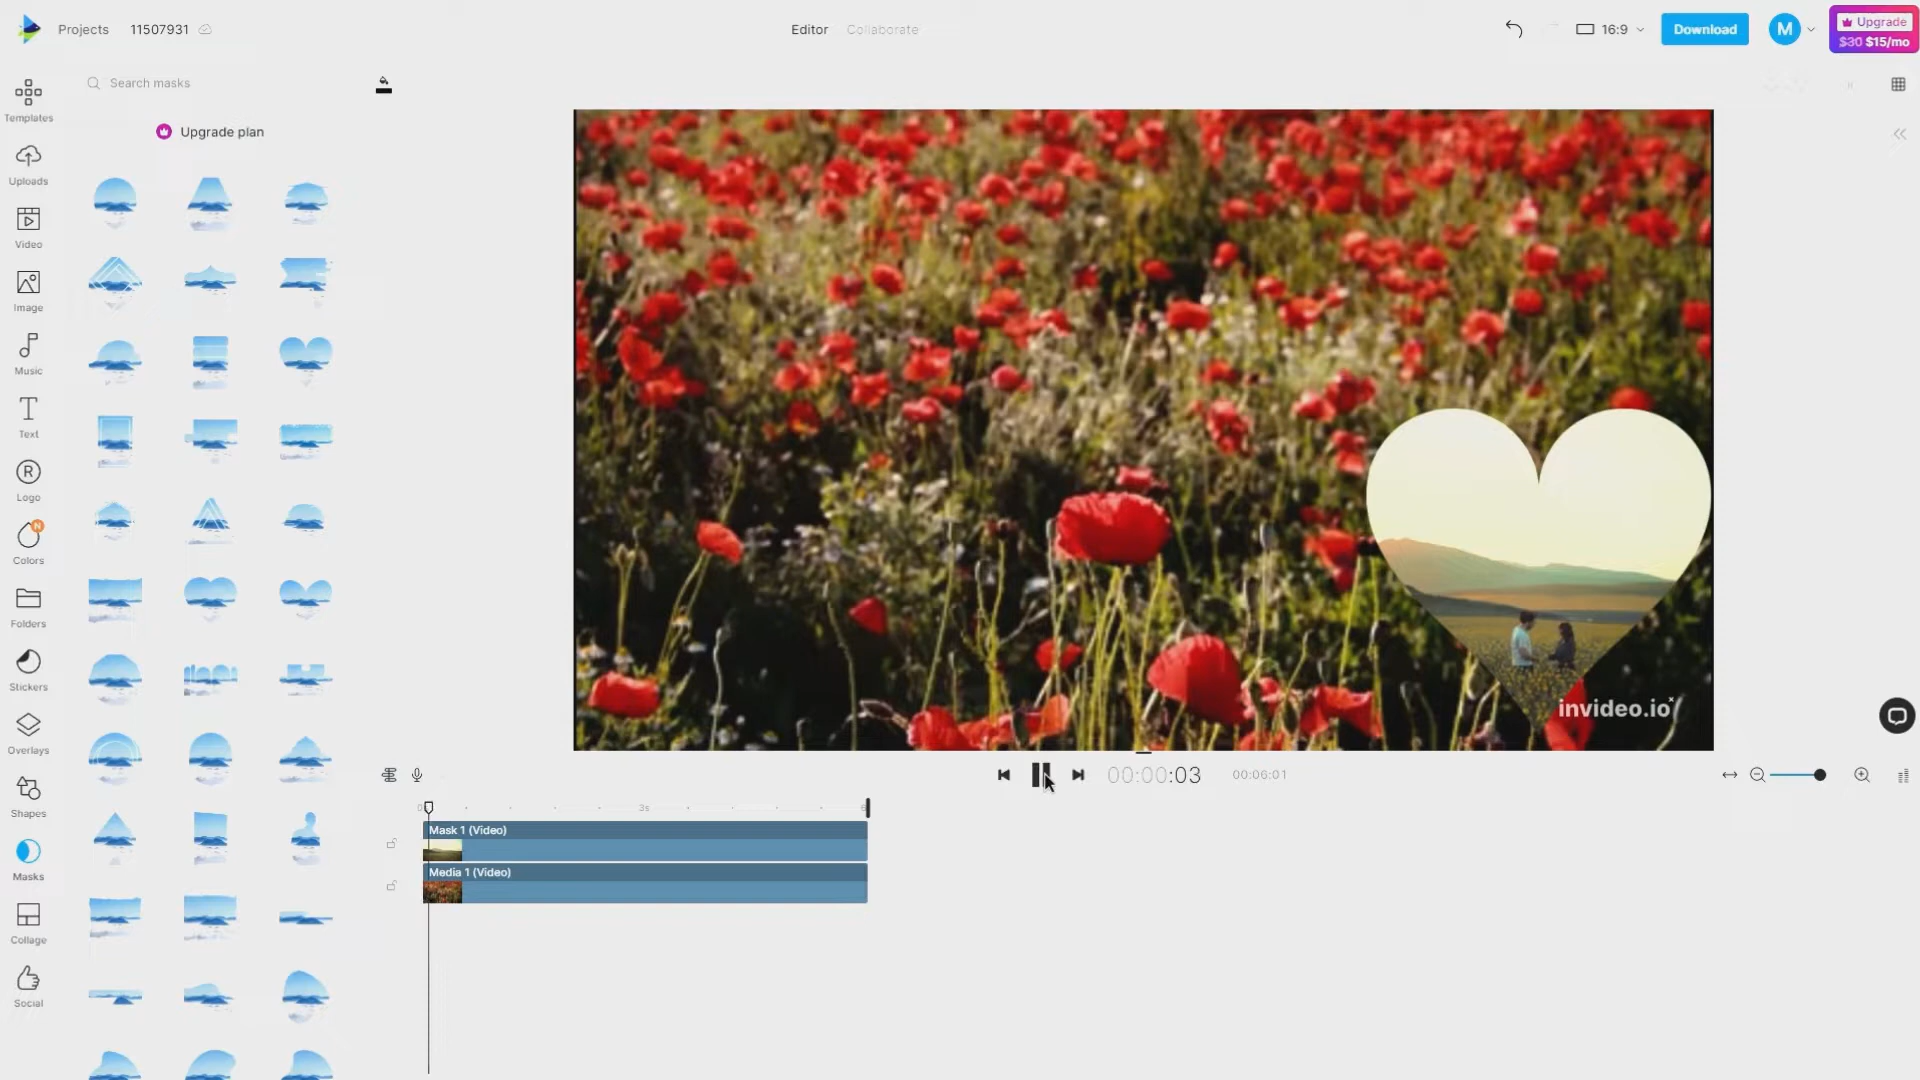 Projects
11507931
Editor
Collaborate
16:9
Download
M
Upgrade
$30 $15/mo
Search masks
Upgrade plan
Templates
Uploads
Video
Image
Music
Text
R
Logo
N
Colors
Folders
Stickers
Overlays
Shapes
Masks
Collage
Social
invideo.io
00:00:03
00:06:01
3s
Mask 1 (Video)
Media 1 (Video)